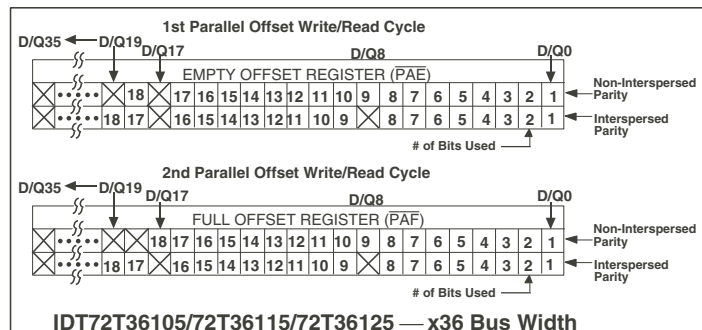 1st Parallel Offset Write/Read Cycle
D/Q35 D/Q19 D/Q17 D/Q8 D/Q0
EMPTY OFFSET REGISTER (PAE)
18 17 16 15 14 13 12 11 10 9 8 7 6 5 4 3 2 1 Non-Interspersed Parity
18 17 16 15 14 13 12 11 10 9 8 7 6 5 4 3 2 1 Interspersed Parity
# of Bits Used
2nd Parallel Offset Write/Read Cycle
D/Q35 D/Q19 D/Q17 D/Q8 D/Q0
FULL OFFSET REGISTER (PAF)
18 17 16 15 14 13 12 11 10 9 8 7 6 5 4 3 2 1 Non-Interspersed Parity
18 17 16 15 14 13 12 11 10 9 8 7 6 5 4 3 2 1 Interspersed Parity
# of Bits Used
IDT72T36105/72T36115/72T36125 — x36 Bus Width